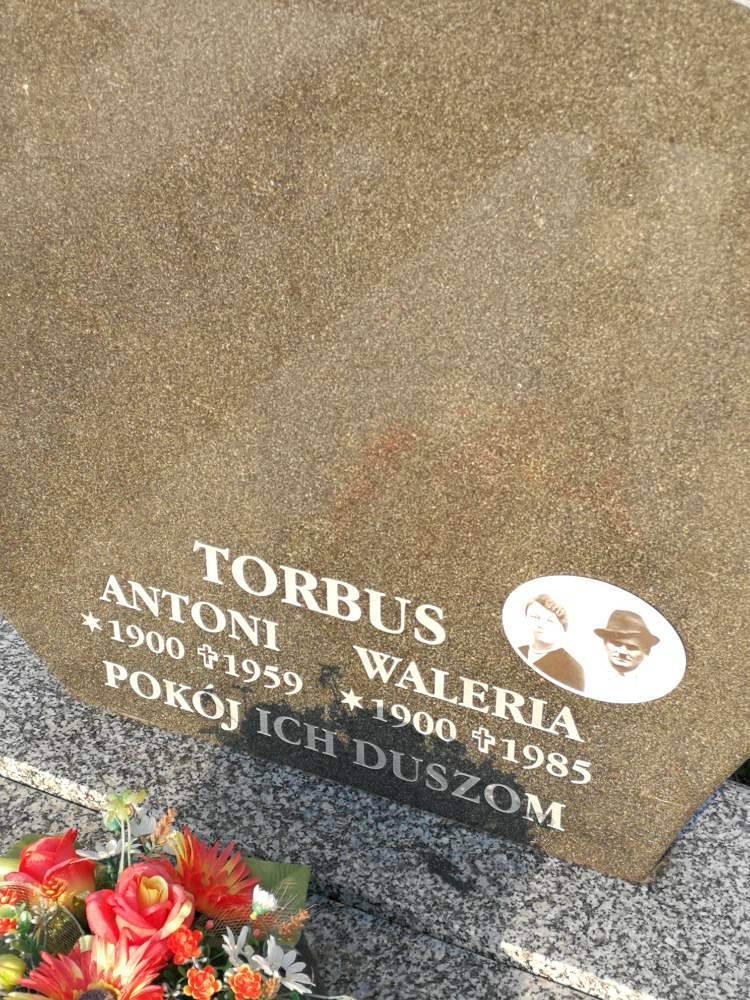 TORBUS
ANTONI WALERIA
*1900 ✝1959 *1900 ✝1985
POKÓJ ICH DUSZOM